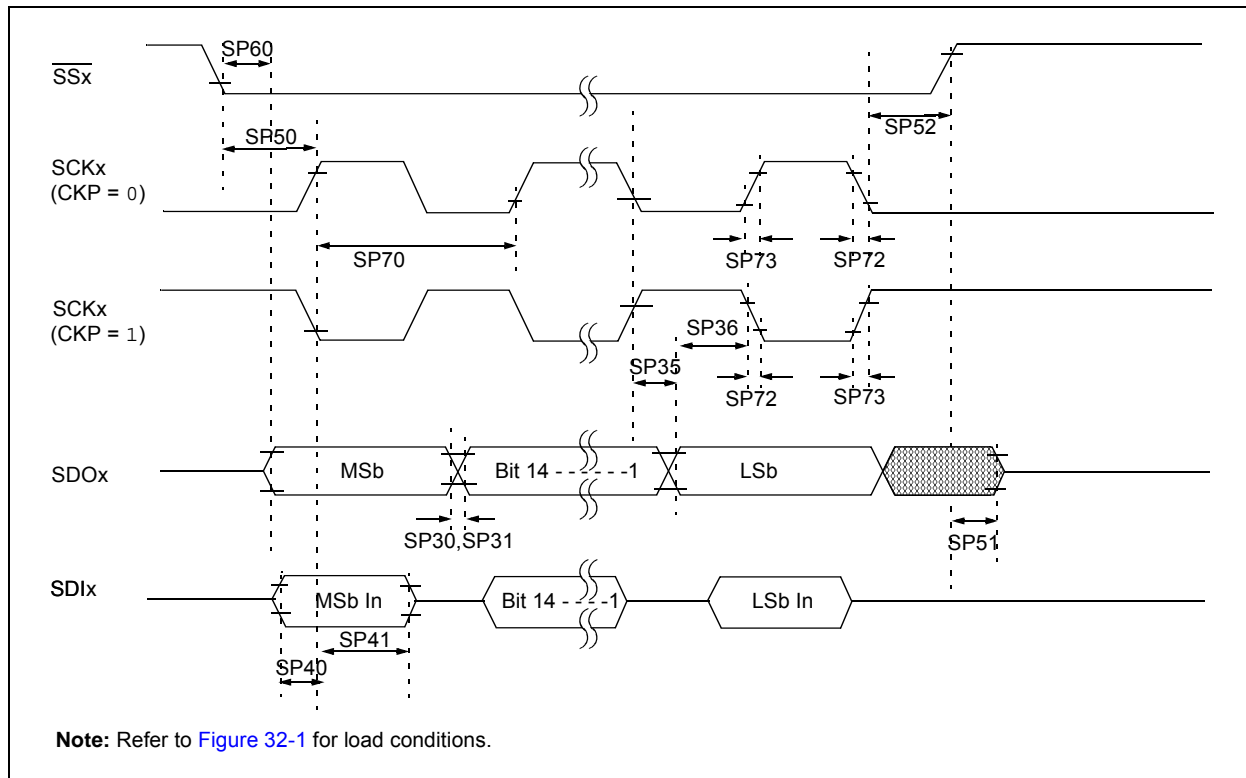 SP60
SSx
SP50
SP52
SCKx
(CKP = 0)
SP70
SP73
SP72
SCKx
(CKP = 1)
SP36
SP35
SP72
SP73
SDOx
MSb
Bit 14 - - - - - -1
LSb
SP30,SP31
SP51
SDIx
MSb In
Bit 14 - - - -1
LSb In
SP41
SP40
Note: Refer to Figure 32-1 for load conditions.